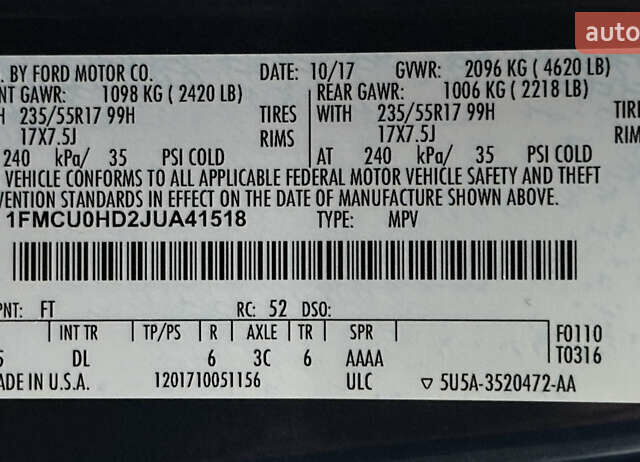 auto
. BY FORD MOTOR CO. DATE: 10/17 GVWR: 2096 KG ( 4620 LB)
NT GAWR: 1098 KG ( 2420 LB) REAR GAWR: 1006 KG ( 2218 LB)
H 235/55R17 99H TIRES WITH 235/55R17 99H TIRES
17X7.5J RIMS 17X7.5J RIMS
240 kPa/ 35 PSI COLD AT 240 kPa/ 35 PSI COLD
VEHICLE CONFORMS TO ALL APPLICABLE FEDERAL MOTOR VEHICLE SAFETY AND THEFT
VENTION STANDARDS IN EFFECT ON THE DATE OF MANUFACTURE SHOWN ABOVE.
1FMCU0HD2JUA41518 TYPE: MPV
PNT: FT RC: 52 DSO:
INT TR TP/PS R AXLE TR SPR F0110
5 DL 6 3C 6 AAAA T0316
ADE IN U.S.A. 1201710051156 ULC ▽ 5U5A-3520472-AA